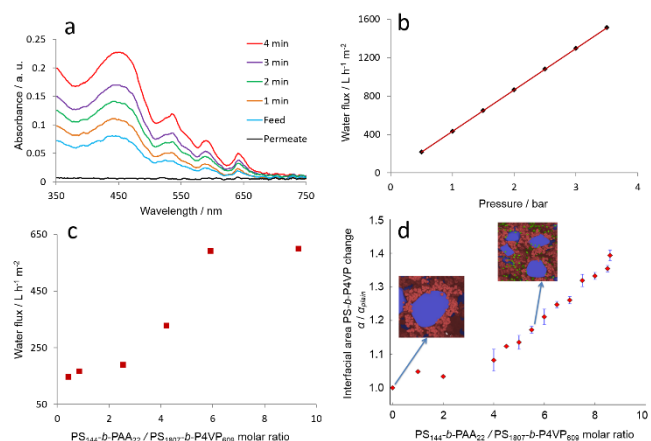 a
Absorbance / a. u.
0.25
0.2
0.15
0.1
0.05
0
350
450
550
650
750
Wavelength / nm
4 min
3 min
2 min
1 min
Feed
Permeate
b
Water flux / L h⁻¹ m⁻²
1600
1200
800
400
0
0
1
2
3
4
Pressure / bar
c
Water flux / L h⁻¹ m⁻²
650
450
250
50
0
2
4
6
8
10
PS₁₄₄-b-PAA₂₂ / PS₁₈₀₇-b-P4VP₆₀₉ molar ratio
d
Interfacial area PS-b-P4VP change
α / αplain
1.5
1.4
1.3
1.2
1.1
1.0
0
2
4
6
8
10
PS₁₄₄-b-PAA₂₂ / PS₁₈₀₇-b-P4VP₆₀₉ molar ratio